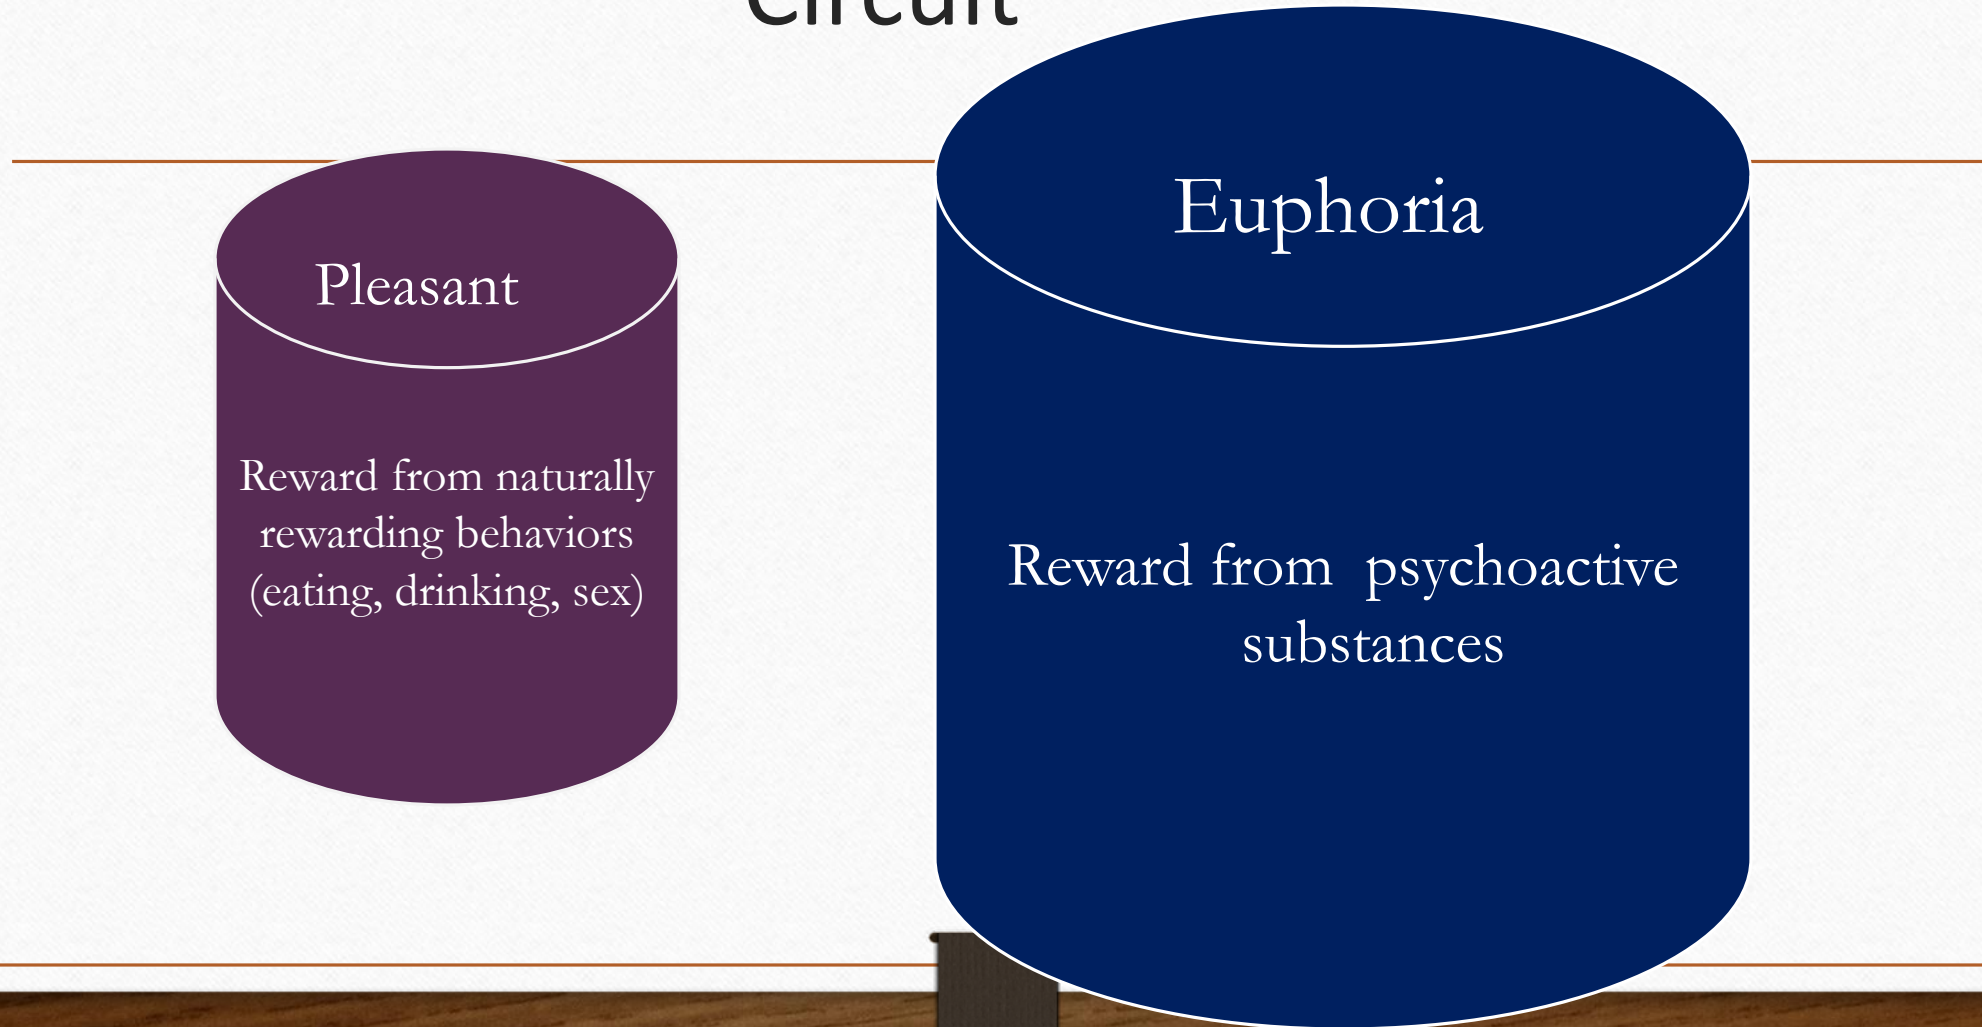 Circuit
Pleasant
Reward from naturally
rewarding behaviors
(eating, drinking, sex)
Euphoria
Reward from  psychoactive
substances